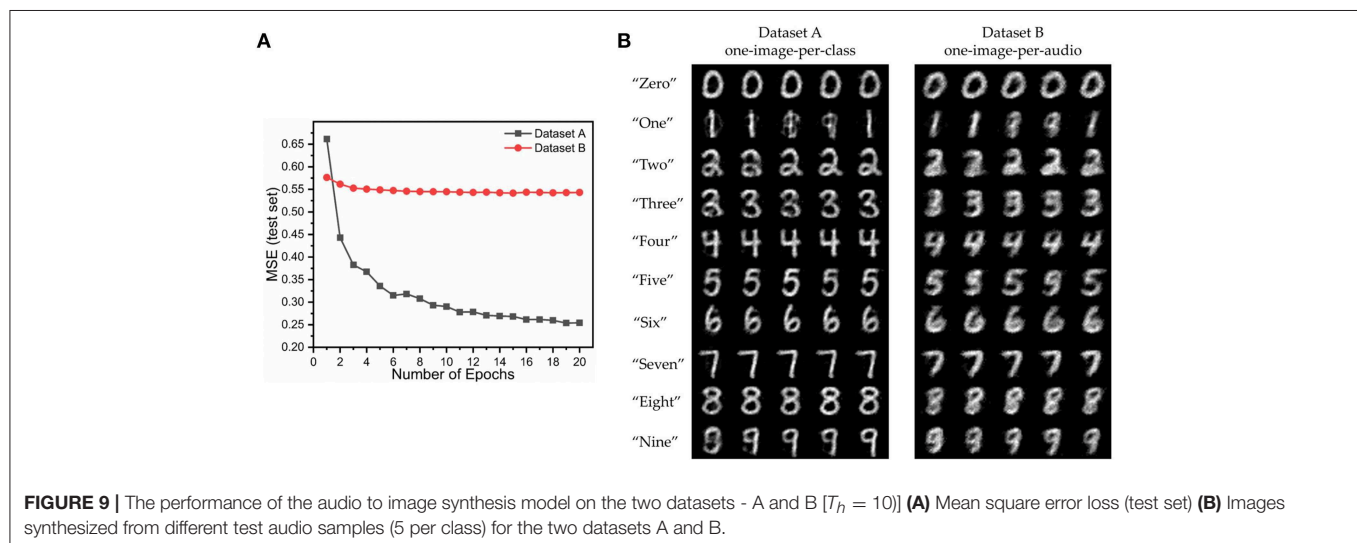 A
0.65
0.60
0.55
0.50
0.45
0.40
0.35
0.30
0.25
0.20
MSE (test set)
Dataset A
Dataset B
0 2 4 6 8 10 12 14 16 18 20
Number of Epochs
B
Dataset A
one-image-per-class
Dataset B
one-image-per-audio
“Zero”
“One”
“Two”
“Three”
“Four”
“Five”
“Six”
“Seven”
“Eight”
“Nine”
FIGURE 9 | The performance of the audio to image synthesis model on the two datasets - A and B [Th = 10)] (A) Mean square error loss (test set) (B) Images
synthesized from different test audio samples (5 per class) for the two datasets A and B.